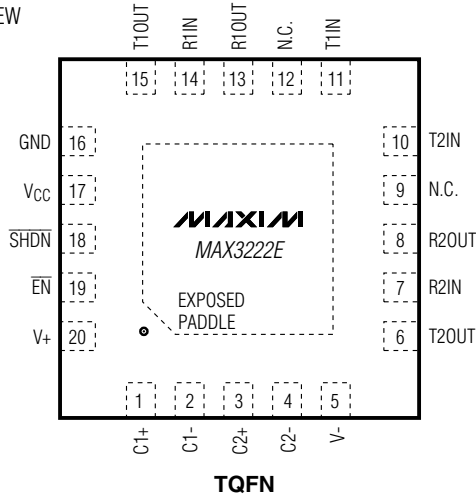 EW
T1OUT
R1IN
R1OUT
N.C.
T1IN
15 14 13 12 11
GND 16
VCC 17
SHDN 18
EN 19
V+ 20
10 T2IN
9 N.C.
8 R2OUT
7 R2IN
6 T2OUT
MAXIM
MAX3222E
EXPOSED
PADDLE
1 2 3 4 5
C1+
C1-
C2+
C2-
V-
TQFN